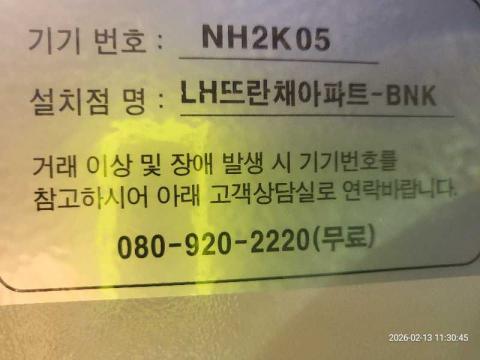 기기 번호 : NH2K05
설치점 명 : LH뜨란채아파트-BNK
거래 이상 및 장애 발생 시 기기번호를
참고하시어 아래 고객상담실로 연락바랍니다.
080-920-2220(무료)
2026-02-13 11:30:45